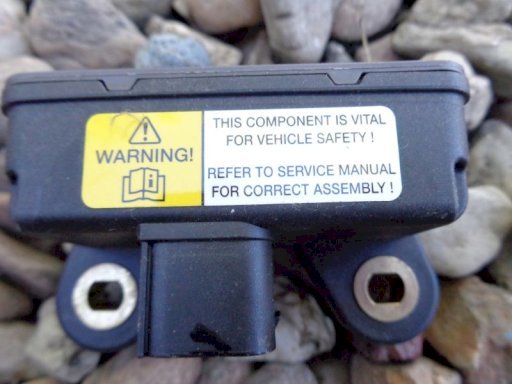 WARNING!
THIS COMPONENT IS VITAL
FOR VEHICLE SAFETY !
REFER TO SERVICE MANUAL
FOR CORRECT ASSEMBLY !